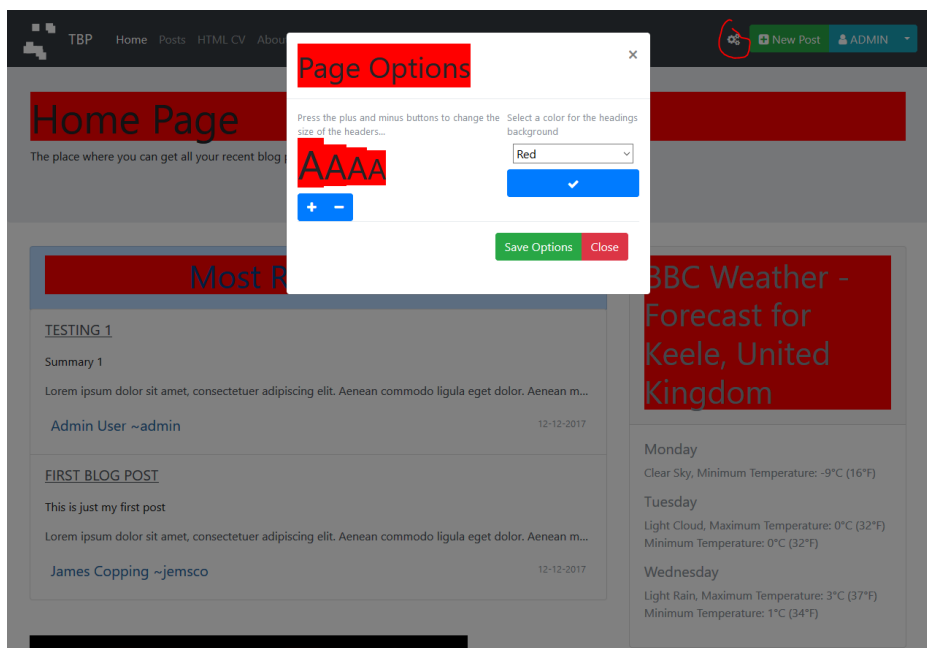 TBP Home Posts HTML CV Abou
New Post ADMIN
Page Options
×
Press the plus and minus buttons to change the
size of the headers...
Select a color for the headings
background
AAAA
Red
+ −
Save Options Close
Home Page
The place where you can get all your recent blog
Most R
TESTING 1
Summary 1
Lorem ipsum dolor sit amet, consectetuer adipiscing elit. Aenean commodo ligula eget dolor. Aenean m...
Admin User ~admin 12-12-2017
FIRST BLOG POST
This is just my first post
Lorem ipsum dolor sit amet, consectetuer adipiscing elit. Aenean commodo ligula eget dolor. Aenean m...
James Copping ~jemsco 12-12-2017
BBC Weather -
Forecast for
Keele, United
Kingdom
Monday
Clear Sky, Minimum Temperature: -9°C (16°F)
Tuesday
Light Cloud, Maximum Temperature: 0°C (32°F)
Minimum Temperature: 0°C (32°F)
Wednesday
Light Rain, Maximum Temperature: 3°C (37°F)
Minimum Temperature: 1°C (34°F)